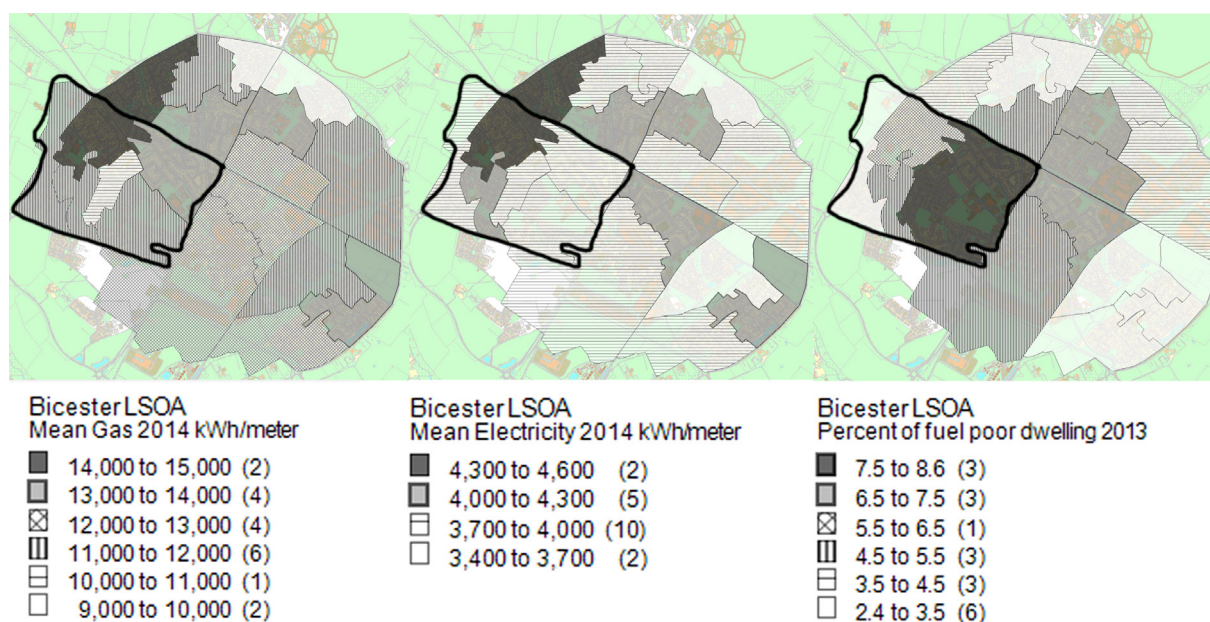 Bicester LSOA
Mean Gas 2014 kWh/meter
14,000 to 15,000 (2)
13,000 to 14,000 (4)
12,000 to 13,000 (4)
11,000 to 12,000 (6)
10,000 to 11,000 (1)
9,000 to 10,000 (2)
Bicester LSOA
Mean Electricity 2014 kWh/meter
4,300 to 4,600 (2)
4,000 to 4,300 (5)
3,700 to 4,000 (10)
3,400 to 3,700 (2)
Bicester LSOA
Percent of fuel poor dwelling 2013
7.5 to 8.6 (3)
6.5 to 7.5 (3)
5.5 to 6.5 (1)
4.5 to 5.5 (3)
3.5 to 4.5 (3)
2.4 to 3.5 (6)